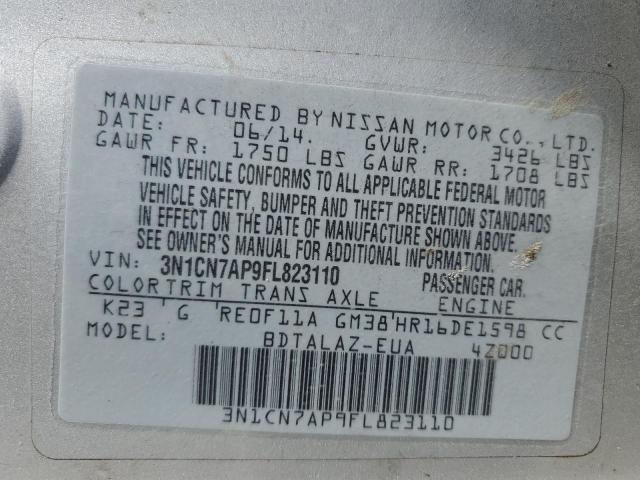 MANUFACTURED BY NISSAN MOTOR CO., LTD.
DATE: 06/14. GVWR: 3426 LBS
GAWR FR: 1750 LBS GAWR RR: 1708 LBS
THIS VEHICLE CONFORMS TO ALL APPLICABLE FEDERAL MOTOR
VEHICLE SAFETY, BUMPER AND THEFT PREVENTION STANDARDS
IN EFFECT ON THE DATE OF MANUFACTURE SHOWN ABOVE.
SEE OWNER'S MANUAL FOR ADDITIONAL INFORMATION.
VIN: 3N1CN7AP9FL823110 PASSENGER CAR.
COLOR TRIM TRANS AXLE ENGINE
K23 'G 'RE0F11A GM38'HR16DE1598 CC
MODEL: BDTALAZ-EUA 4Z000
3N1CN7AP9FL823110